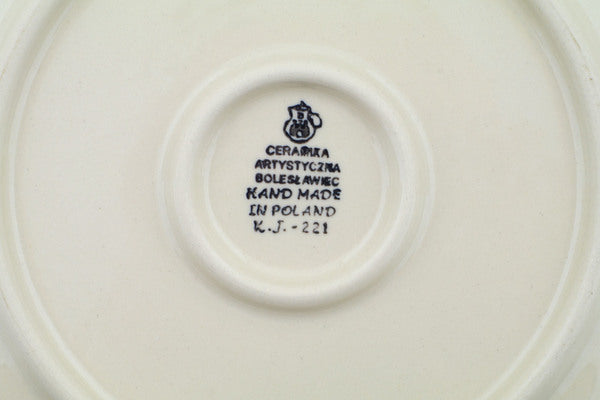 B
CERAMIKA
ARTYSTYCZNA
BOLESŁAWIEC
HAND MADE
IN POLAND
K.J.-221